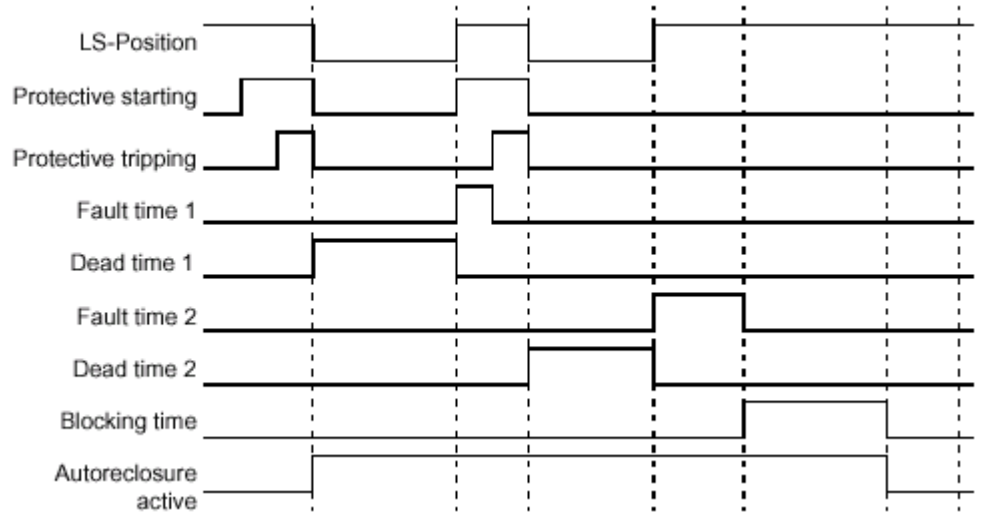 LS-Position
Protective starting
Protective tripping
Fault time 1
Dead time 1
Fault time 2
Dead time 2
Blocking time
Autoreclosure
active